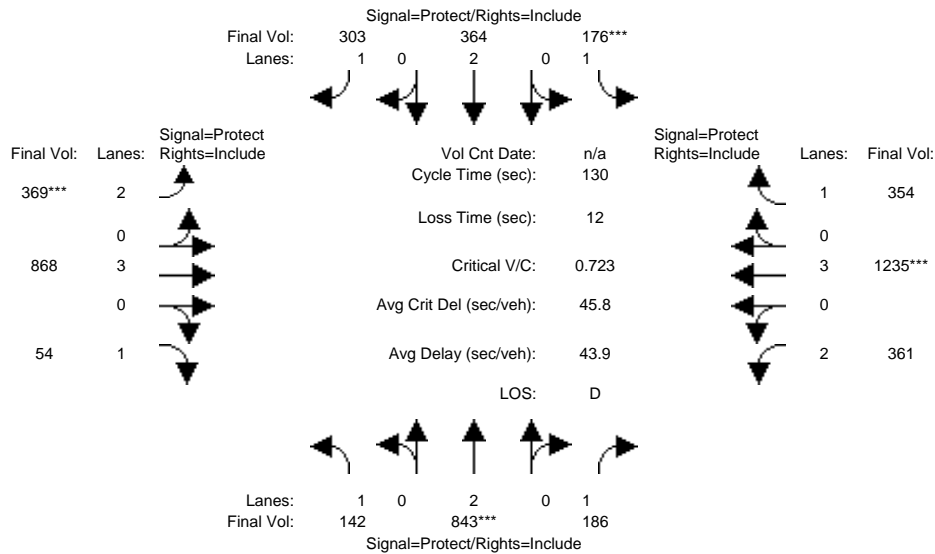 Signal=Protect/Rights=Include
Final Vol: 303 364 176***
Lanes: 1 0 2 0 1
Signal=Protect Signal=Protect
Final Vol: Lanes: Rights=Include Vol Cnt Date: n/a Rights=Include Lanes: Final Vol:
Cycle Time (sec): 130
369*** 2 1 354
Loss Time (sec): 12
0 0
868 3 Critical V/C: 0.723 3 1235***
0 Avg Crit Del (sec/veh): 45.8 0
54 1 Avg Delay (sec/veh): 43.9 2 361
LOS: D
Lanes: 1 0 2 0 1
Final Vol: 142 843*** 186
Signal=Protect/Rights=Include